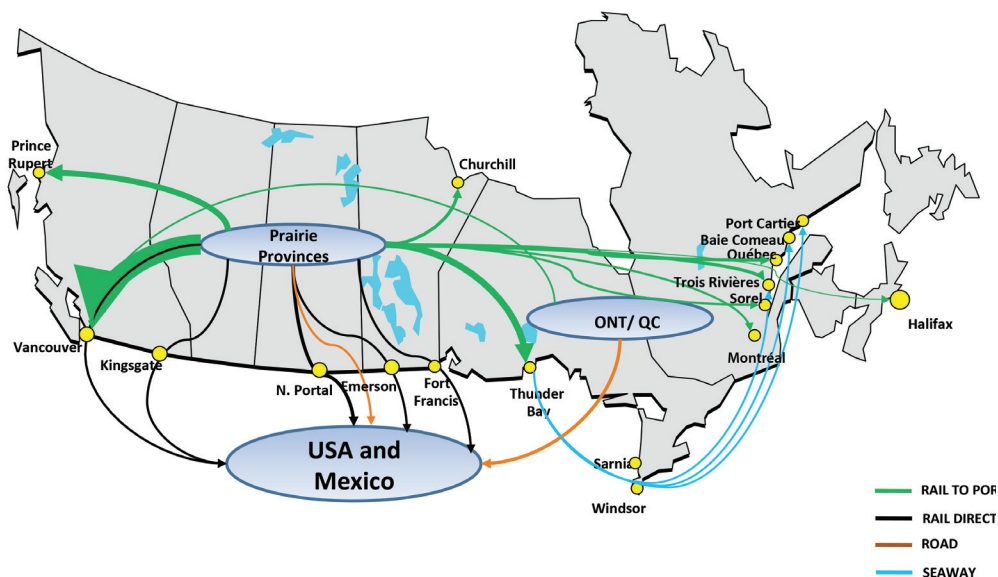 Prince
Rupert
Churchill
Prairie
Provinces
Port Cartier
Baie Comeau
Québec
Trois Rivières
Sorel
ONT/ QC
Halifax
Vancouver
Kingsgate
Montréal
N. Portal
Emerson
Fort
Francis
Thunder
Bay
USA and
Mexico
Sarnia
Windsor
RAIL TO POR
RAIL DIRECT
ROAD
SEAWAY